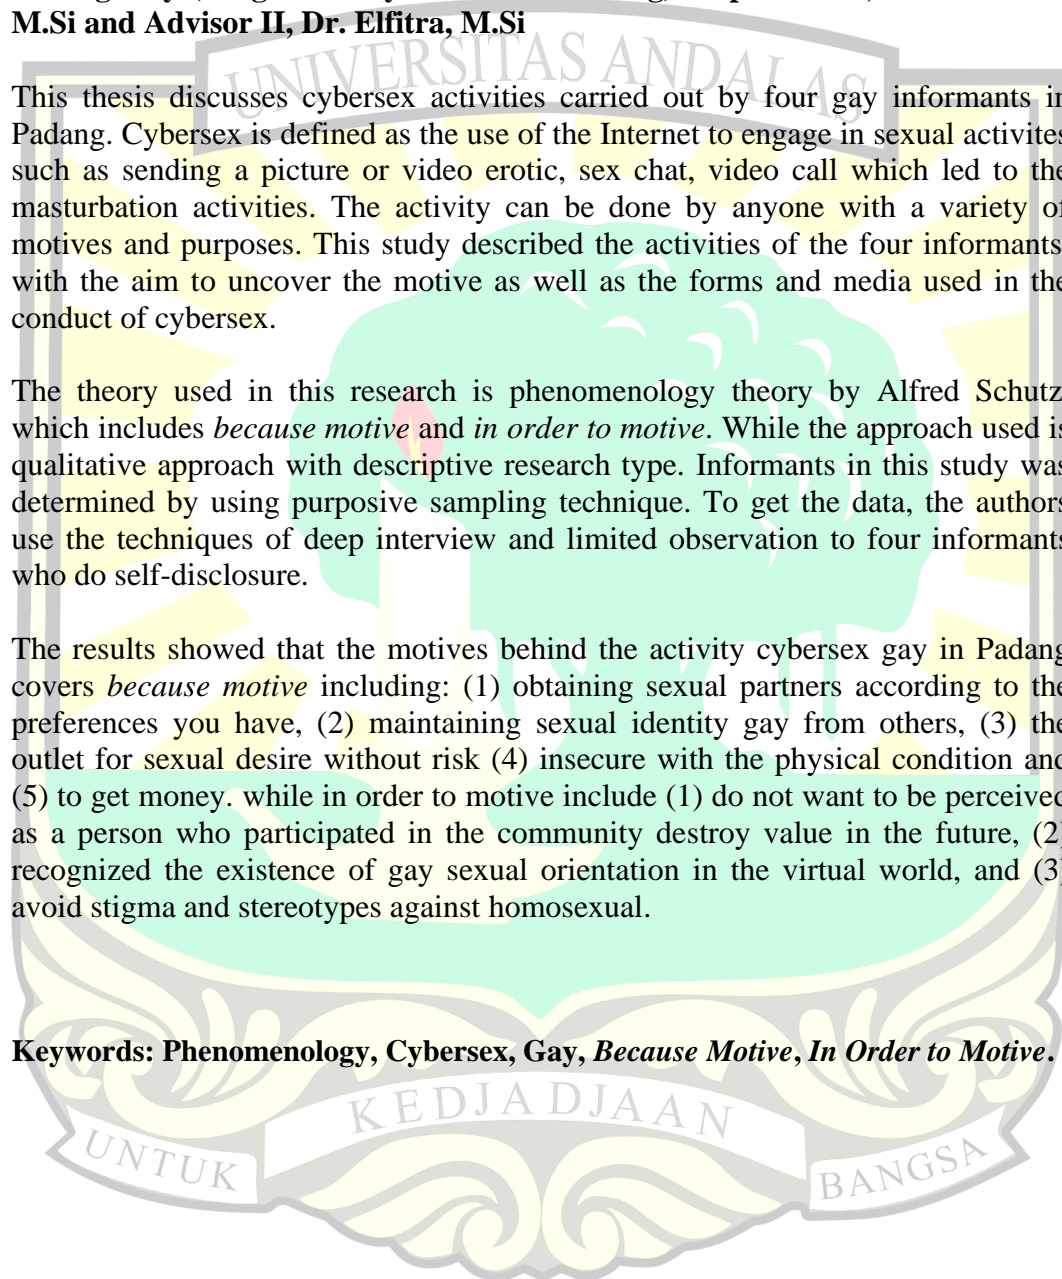 M.Si and Advisor II, Dr. Elfitra, M.Si
UNIVERSITAS ANDALAS
This thesis discusses cybersex activities carried out by four gay informants in
Padang. Cybersex is defined as the use of the Internet to engage in sexual activites
such as sending a picture or video erotic, sex chat, video call which led to the
masturbation activities. The activity can be done by anyone with a variety of
motives and purposes. This study described the activities of the four informants
with the aim to uncover the motive as well as the forms and media used in the
conduct of cybersex.
The theory used in this research is phenomenology theory by Alfred Schutz
which includes because motive and in order to motive. While the approach used is
qualitative approach with descriptive research type. Informants in this study was
determined by using purposive sampling technique. To get the data, the authors
use the techniques of deep interview and limited observation to four informants
who do self-disclosure.
The results showed that the motives behind the activity cybersex gay in Padang
covers because motive including: (1) obtaining sexual partners according to the
preferences you have, (2) maintaining sexual identity gay from others, (3) the
outlet for sexual desire without risk (4) insecure with the physical condition and
(5) to get money. while in order to motive include (1) do not want to be perceived
as a person who participated in the community destroy value in the future, (2)
recognized the existence of gay sexual orientation in the virtual world, and (3)
avoid stigma and stereotypes against homosexual.
Keywords: Phenomenology, Cybersex, Gay, Because Motive, In Order to Motive.
UNTUK KEDJADJAAN BANGSA